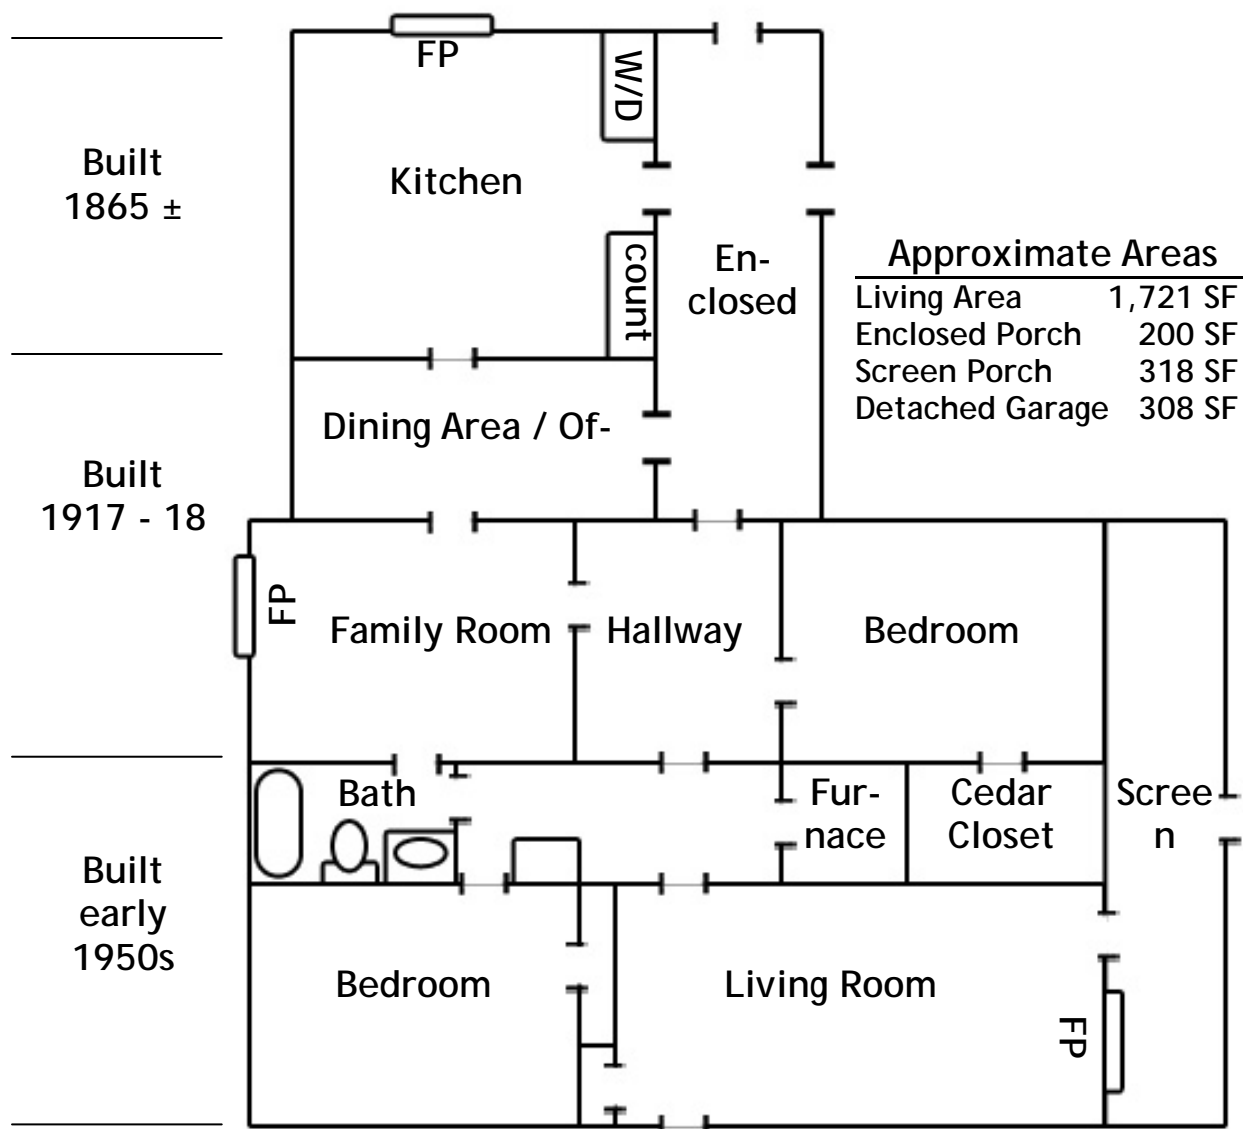 FP
W/D
Built
1865 ±
Kitchen
count
En-
closed
Approximate Areas
Living Area 1,721 SF
Enclosed Porch 200 SF
Screen Porch 318 SF
Detached Garage 308 SF
Dining Area / Of-
Built
1917 - 18
FP
Family Room
Hallway
Bedroom
Bath
Fur-
nace
Cedar
Closet
Scree
n
Built
early
1950s
Bedroom
Living Room
FP